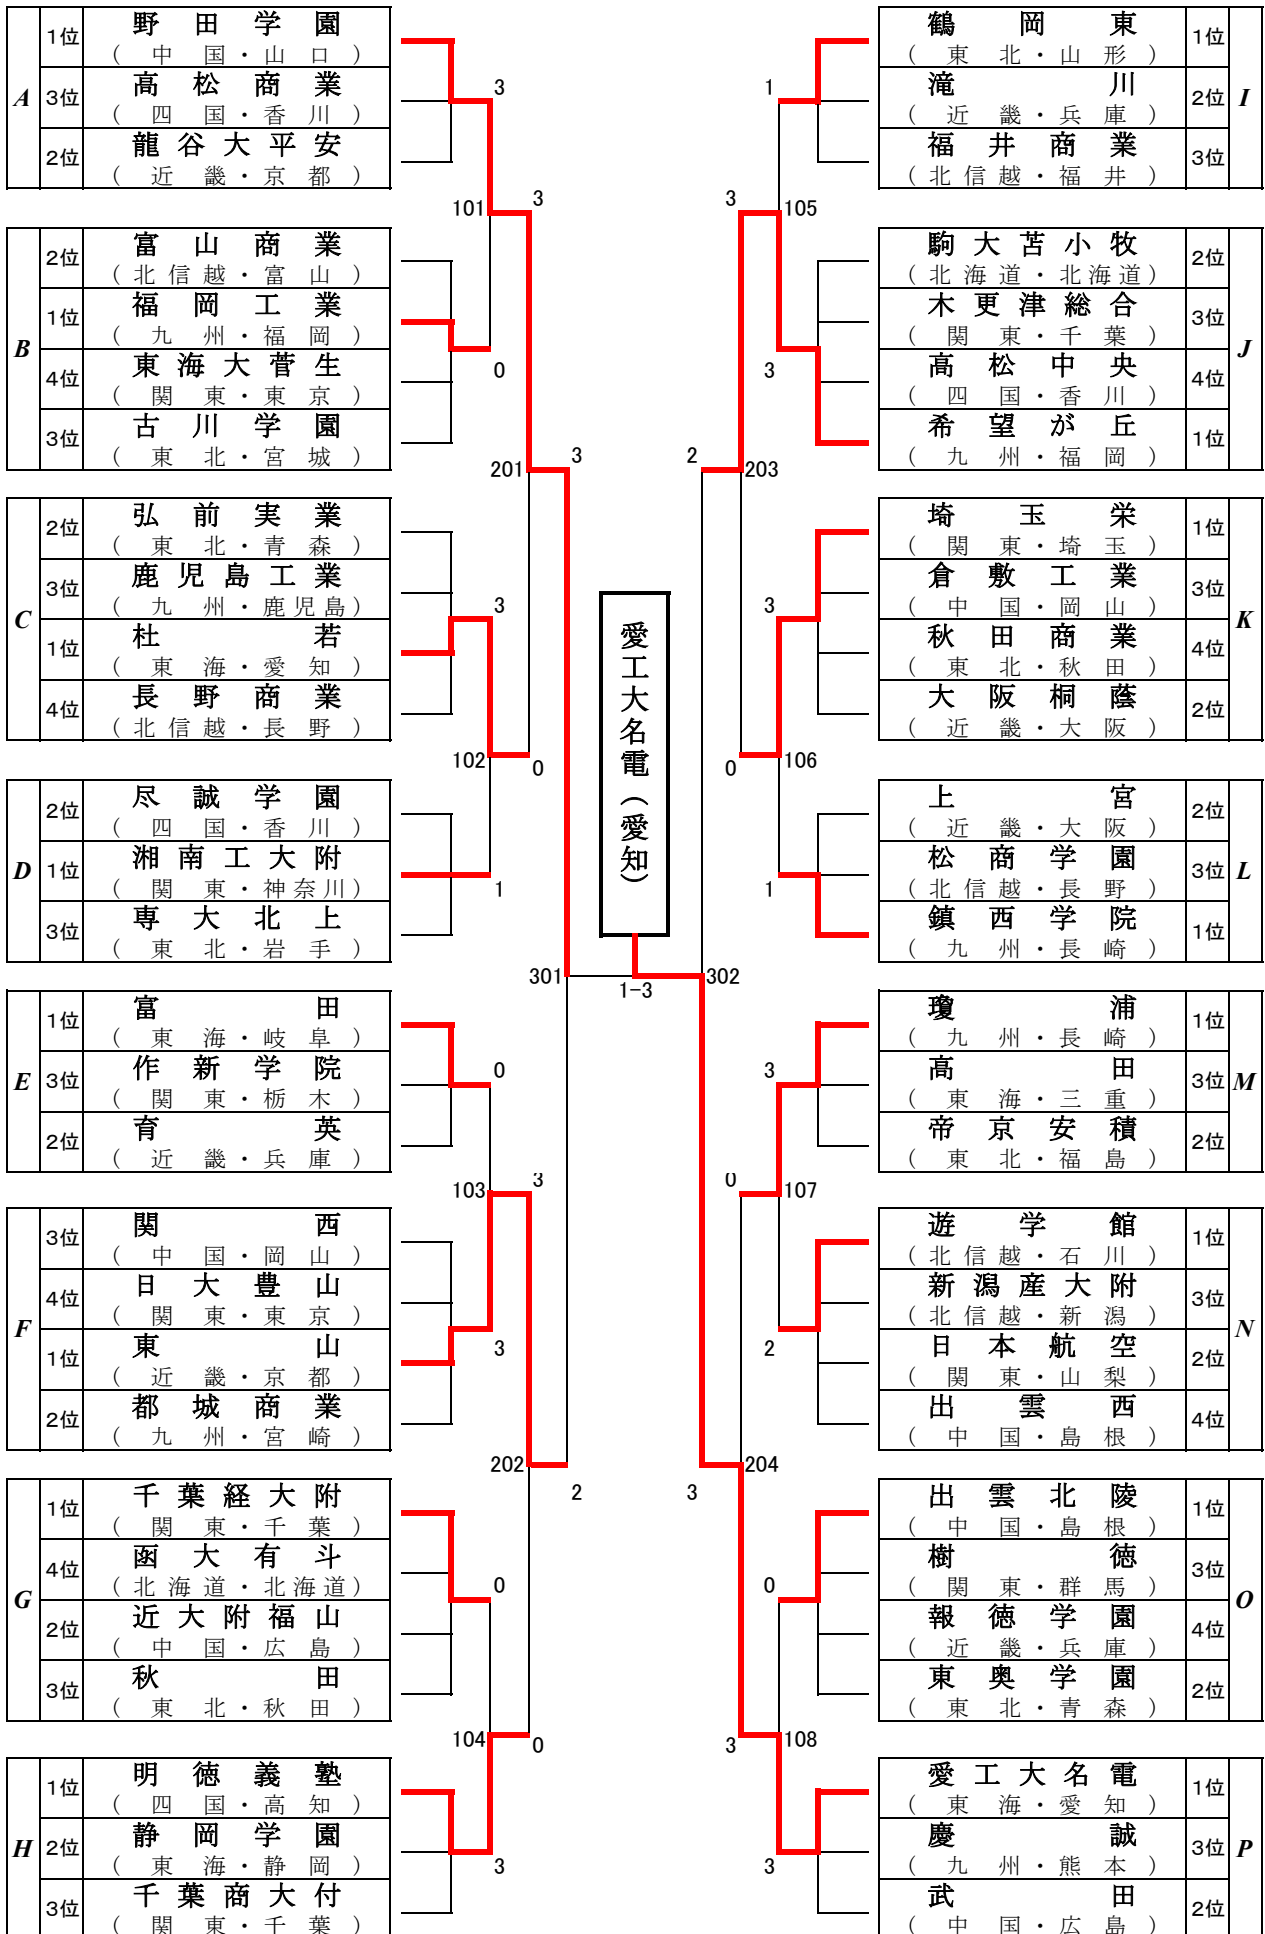 A
1位 野田学園
(中国・山口)
3位 高松商業
(四国・香川)
2位 龍谷大平安
(近畿・京都)
B
2位 富山商業
(北信越・富山)
1位 福岡工業
(九州・福岡)
4位 東海大菅生
(関東・東京)
3位 古川学園
(東北・宮城)
C
2位 弘前実業
(東北・青森)
3位 鹿児島工業
(九州・鹿児島)
1位 杜若
(東海・愛知)
4位 長野商業
(北信越・長野)
D
2位 尽誠学園
(四国・香川)
1位 湘南工大附
(関東・神奈川)
3位 専大北上
(東北・岩手)
E
1位 富田
(東海・岐阜)
3位 作新学院
(関東・栃木)
2位 育英
(近畿・兵庫)
F
3位 関西
(中国・岡山)
4位 日大豊山
(関東・東京)
1位 東山
(近畿・京都)
2位 都城商業
(九州・宮崎)
G
1位 千葉経大附
(関東・千葉)
4位 函大有斗
(北海道・北海道)
2位 近大附福山
(中国・広島)
3位 秋田
(東北・秋田)
H
1位 明徳義塾
(四国・高知)
2位 静岡学園
(東海・静岡)
3位 千葉商大付
(関東・千葉)
3
101
3
0
201
3
3
102
0
1
301
0
103
3
3
202
2
0
104
0
3
愛工大名電(愛知)
1-3
1
3
105
3
2
203
3
0
106
1
302
3
0
107
2
3
204
0
3
108
3
鶴岡東 1位
(東北・山形)
滝川 2位
(近畿・兵庫)
福井商業 3位
(北信越・福井)
I
駒大苫小牧 2位
(北海道・北海道)
木更津総合 3位
(関東・千葉)
高松中央 4位
(四国・香川)
希望が丘 1位
(九州・福岡)
J
埼玉栄 1位
(関東・埼玉)
倉敷工業 3位
(中国・岡山)
秋田商業 4位
(東北・秋田)
大阪桐蔭 2位
(近畿・大阪)
K
上宮 2位
(近畿・大阪)
松商学園 3位
(北信越・長野)
鎮西学院 1位
(九州・長崎)
L
瓊浦 1位
(九州・長崎)
高田 3位
(東海・三重)
帝京安積 2位
(東北・福島)
M
遊学館 1位
(北信越・石川)
新潟産大附 3位
(北信越・新潟)
日本航空 2位
(関東・山梨)
出雲西 4位
(中国・島根)
N
出雲北陵 1位
(中国・島根)
樹徳 3位
(関東・群馬)
報徳学園 4位
(近畿・兵庫)
東奥学園 2位
(東北・青森)
O
愛工大名電 1位
(東海・愛知)
慶誠 3位
(九州・熊本)
武田 2位
(中国・広島)
P